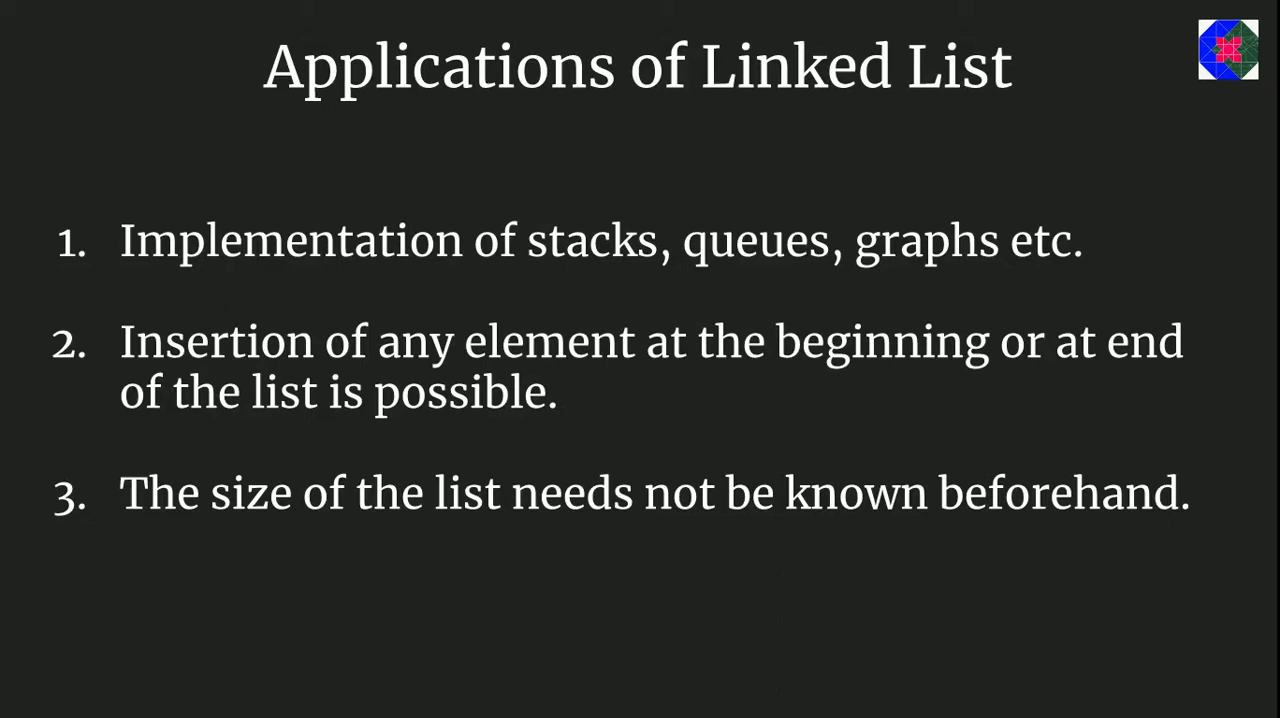 Applications of Linked List
1. Implementation of stacks, queues, graphs etc.
2. Insertion of any element at the beginning or at end
of the list is possible.
3. The size of the list needs not be known beforehand.